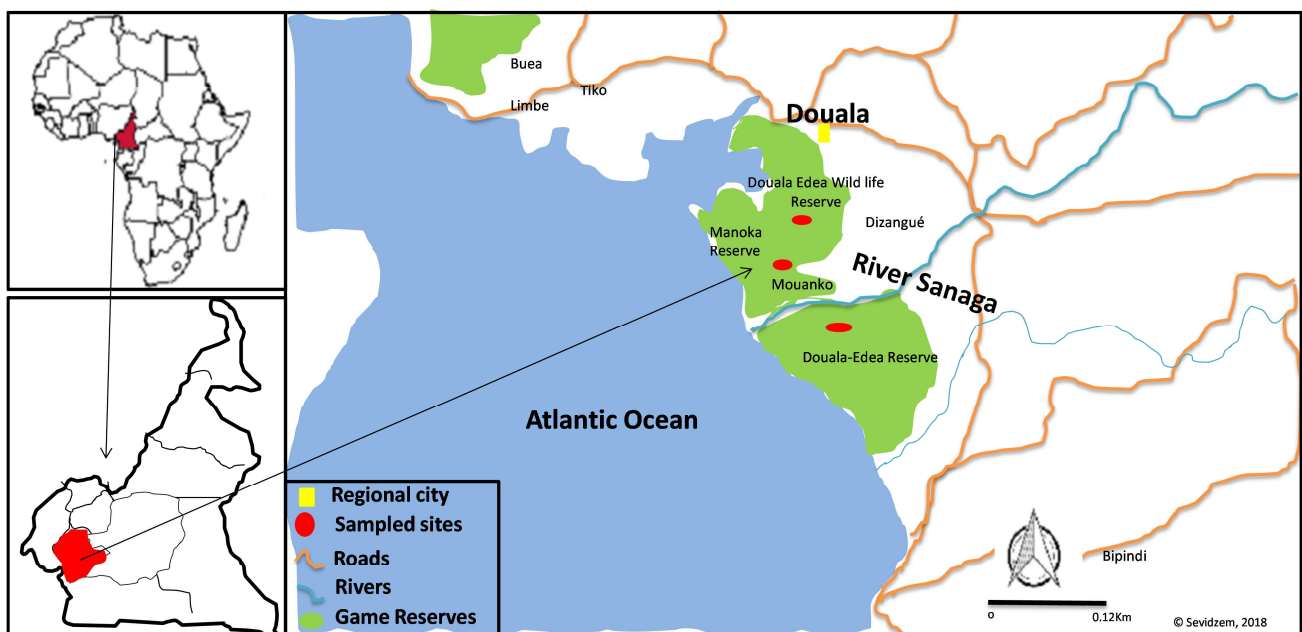 Buea
Limbe
Tiko
Douala
Douala Edea Wild life
Reserve
Manoka
Reserve
Dizangué
Mouanko
River Sanaga
Douala-Edea Reserve
Atlantic Ocean
Regional city
Sampled sites
Roads
Rivers
Game Reserves
Bipindi
o
0.12Km
© Sevidzem, 2018